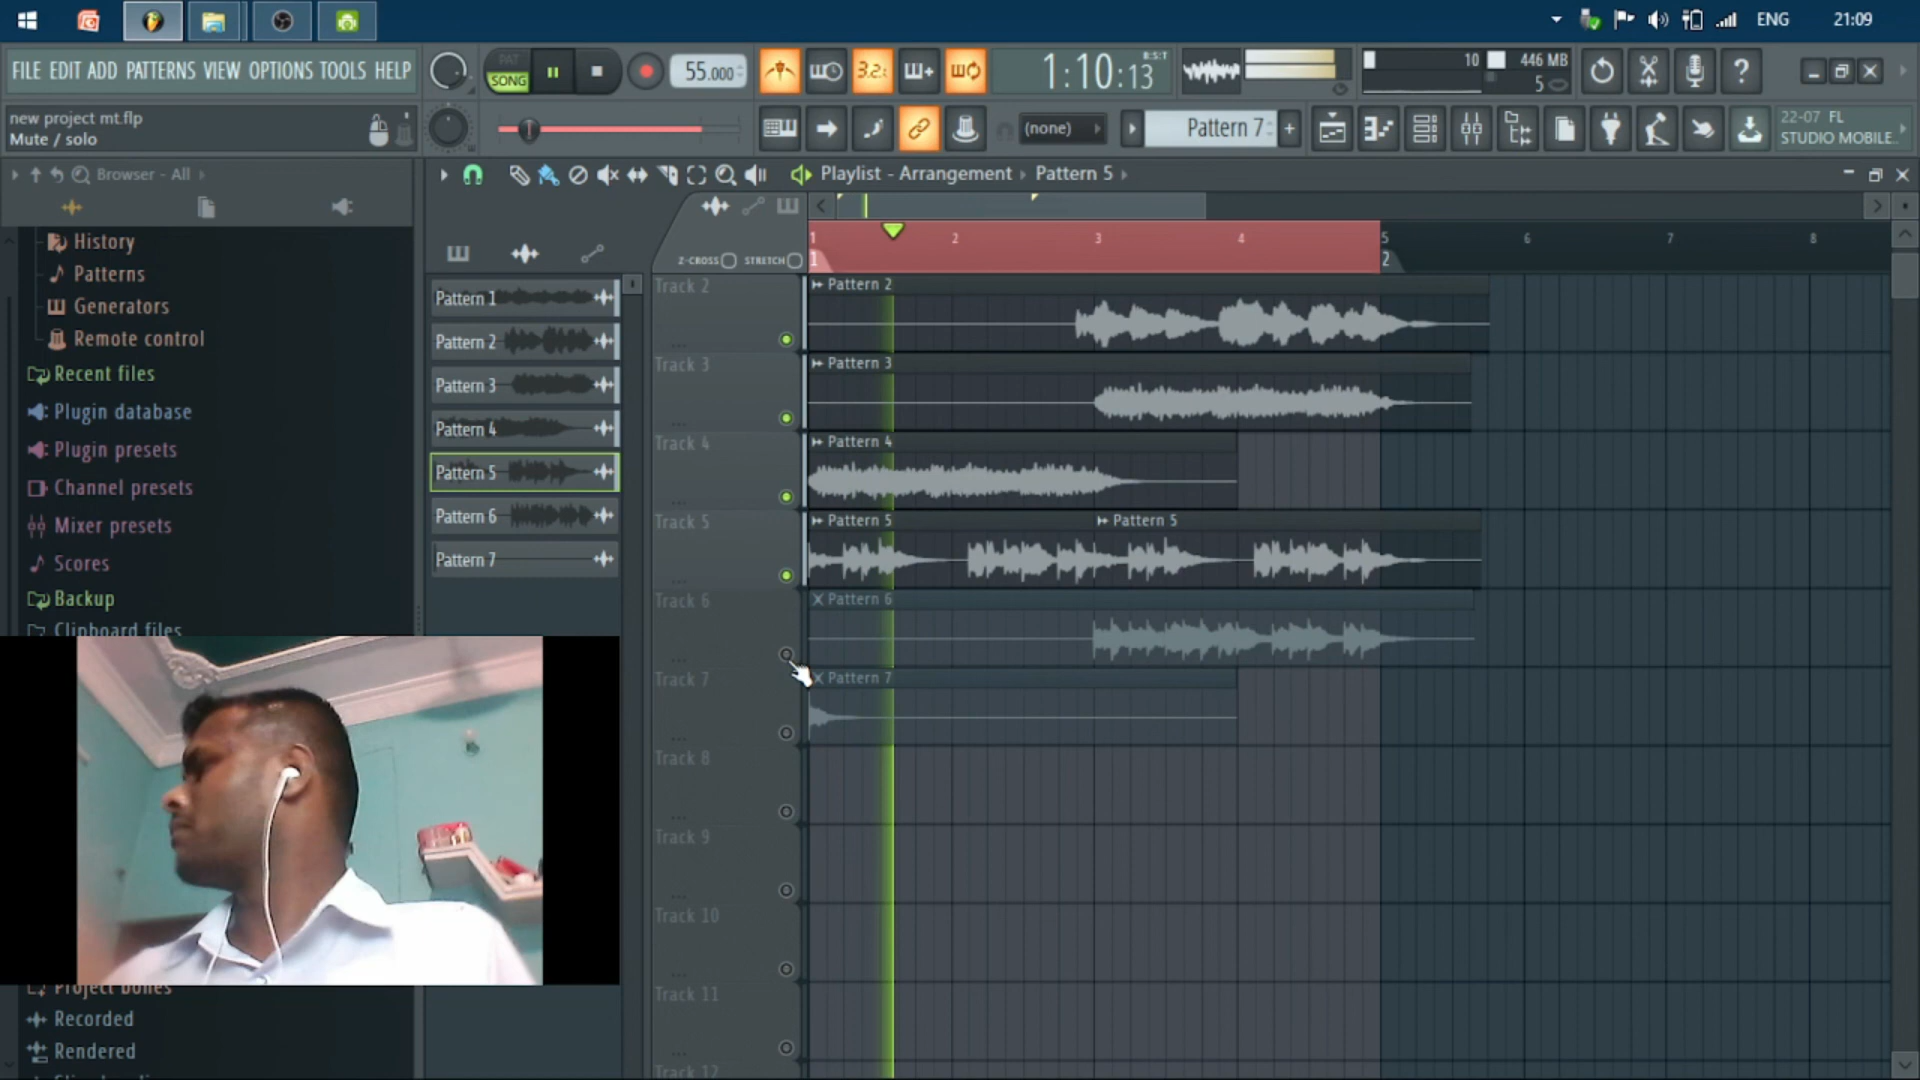 ENG
21:09
FILE EDIT ADD PATTERNS VIEW OPTIONS TOOLS HELP
PAT
SONG
55.000
3.2:
1:10:13
B:S:T
10
446 MB
5
new project mt.flp
Mute / solo
(none)
Pattern 7
22-07 FL
STUDIO MOBILE..
Browser - All
Playlist - Arrangement
Pattern 5
Z-CROSS
STRETCH
1 2 3 4 5 6 7 8
1 2
History
Patterns
Generators
Remote control
Recent files
Plugin database
Plugin presets
Channel presets
Mixer presets
Scores
Backup
Clipboard files
Project bones
Recorded
Rendered
Pattern 1
Pattern 2
Pattern 3
Pattern 4
Pattern 5
Pattern 6
Pattern 7
Track 2
Pattern 2
Track 3
Pattern 3
Track 4
Pattern 4
Track 5
Pattern 5
Pattern 5
Track 6
Pattern 6
Track 7
Pattern 7
Track 8
Track 9
Track 10
Track 11
Track 12